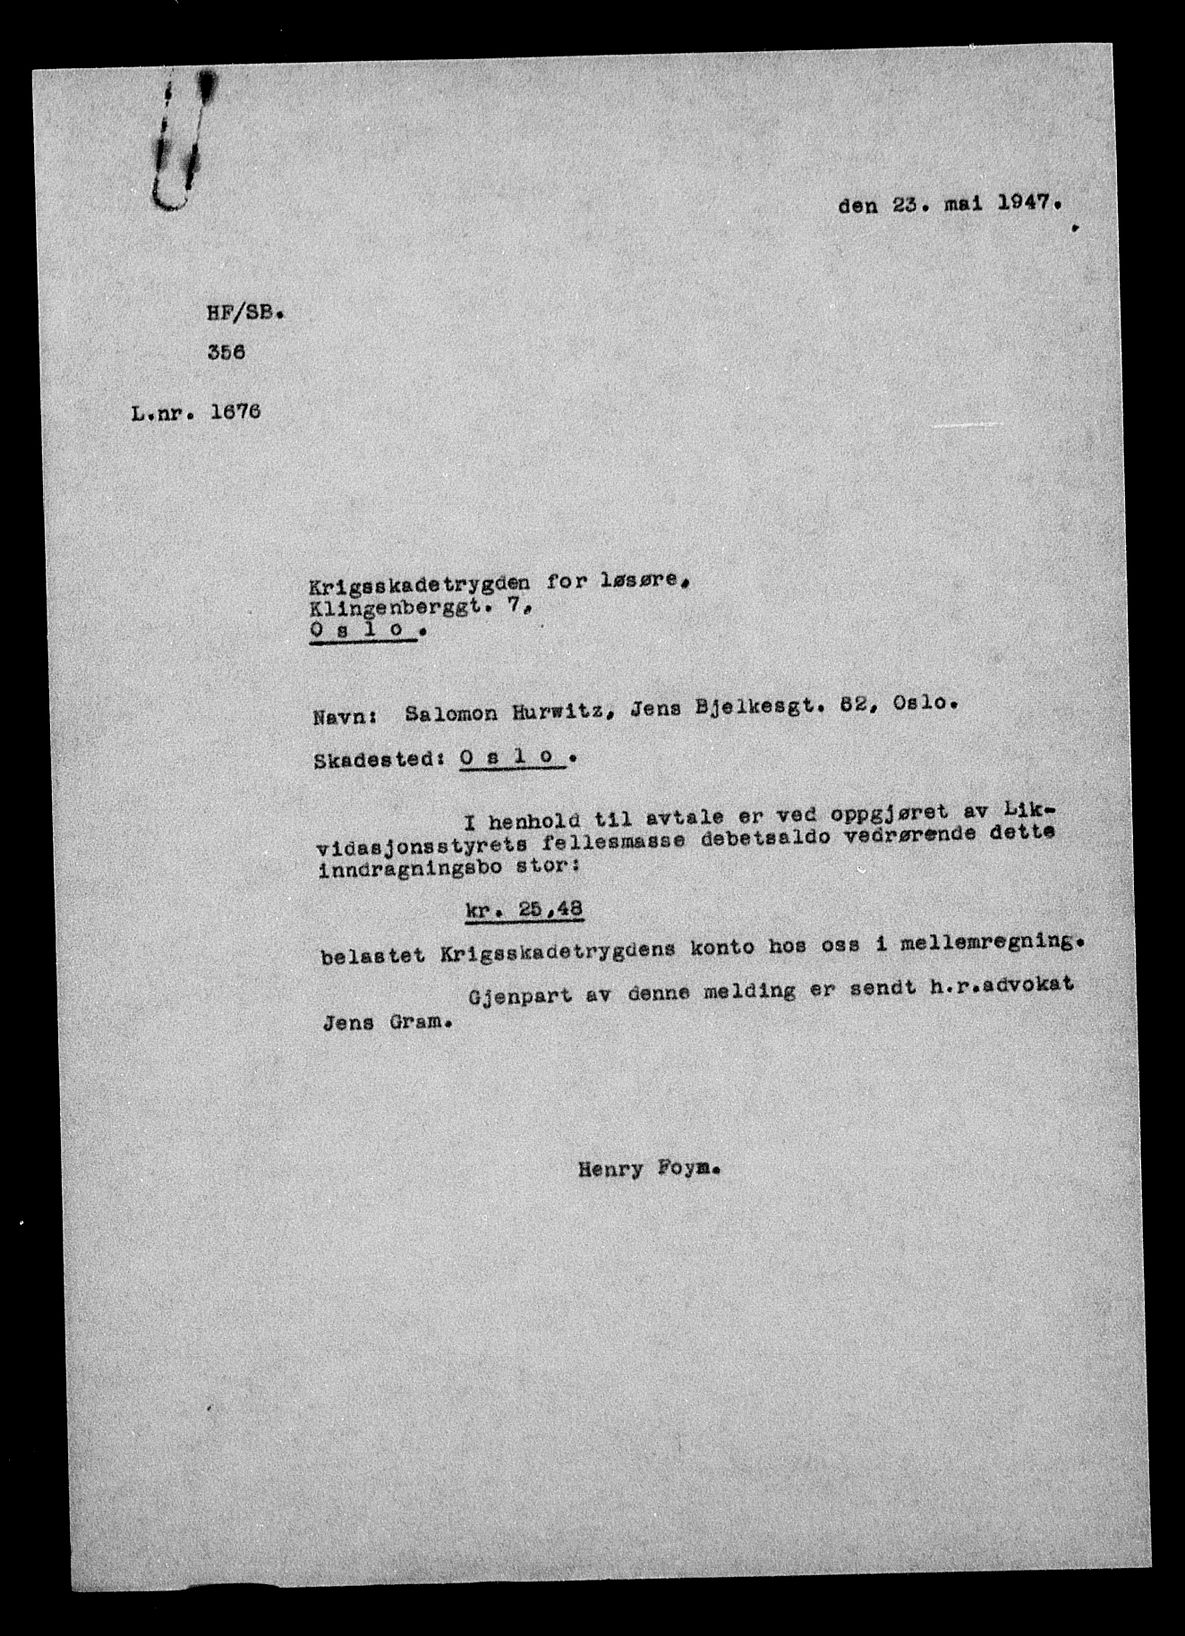 den 23. mai 1947.
HF/SB.
356
L.nr. 1676
Krigsskadetrygden for løsøre,
Klingenberggt. 7,
O s l o .
Navn: Salomon Hurwitz, Jens Bjelkesgt. 62, Oslo.
Skadested: O s l o .
I henhold til avtale er ved oppgjøret av Lik-
vidasjonsstyrets fellesmasse debetsaldo vedrørende dette
inndragningsbo stor:
kr. 25,48
belastet Krigsskadetrygdens konto hos oss i mellemregning.
Gjenpart av denne melding er sendt h.r.advokat
Jens Gram.
Henry Foyn.